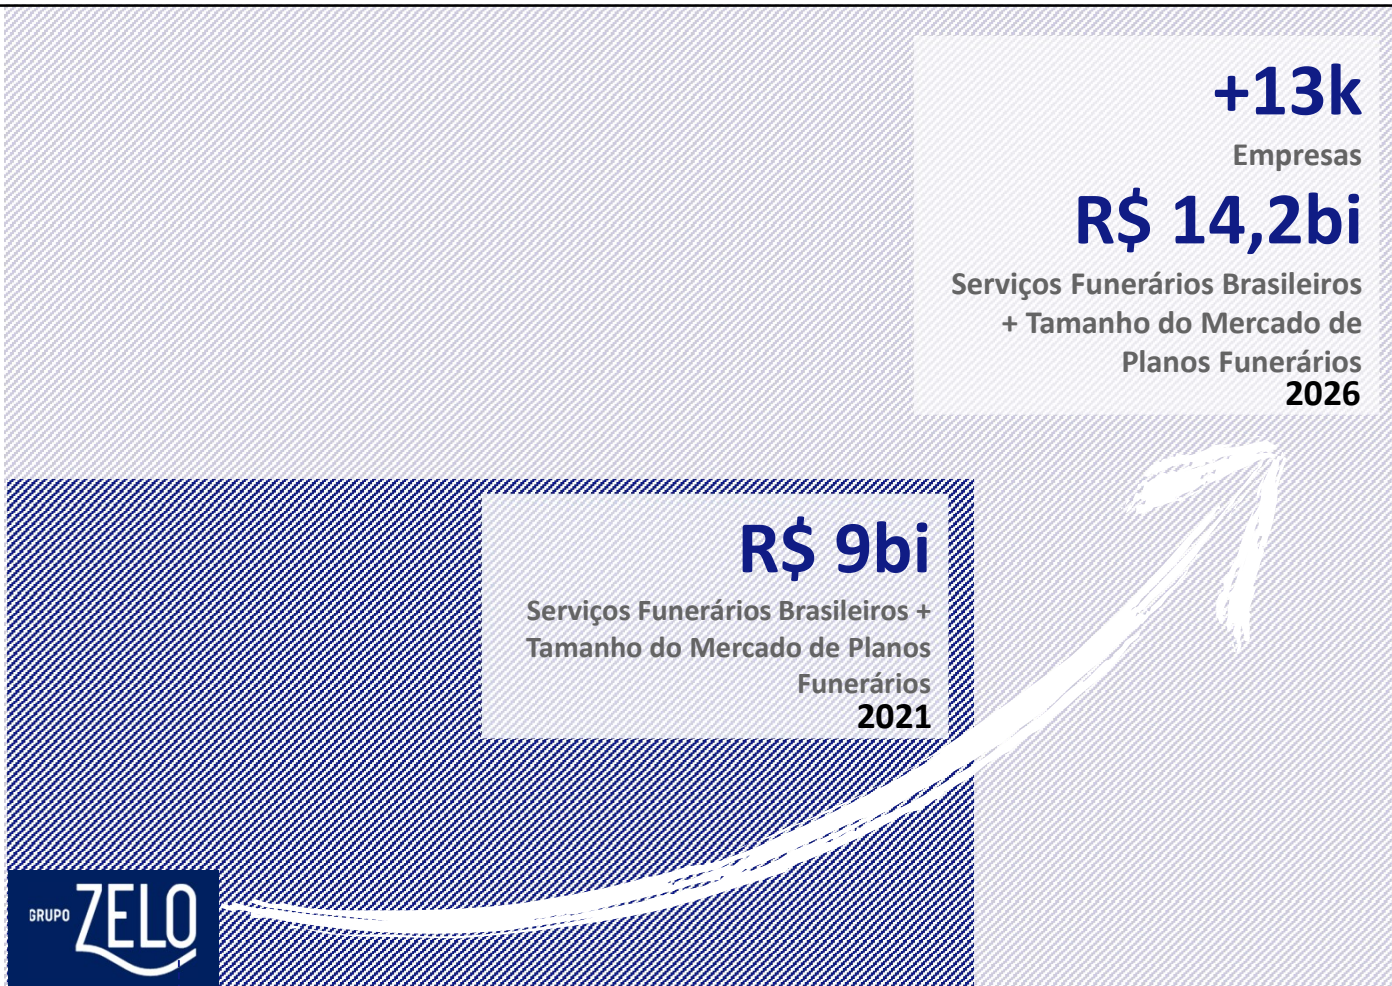 +13k
Empresas
R$ 14,2bi
Serviços Funerários Brasileiros
+ Tamanho do Mercado de
Planos Funerários
2026
R$ 9bi
Serviços Funerários Brasileiros +
Tamanho do Mercado de Planos
Funerários
2021
GRUPO ZELO